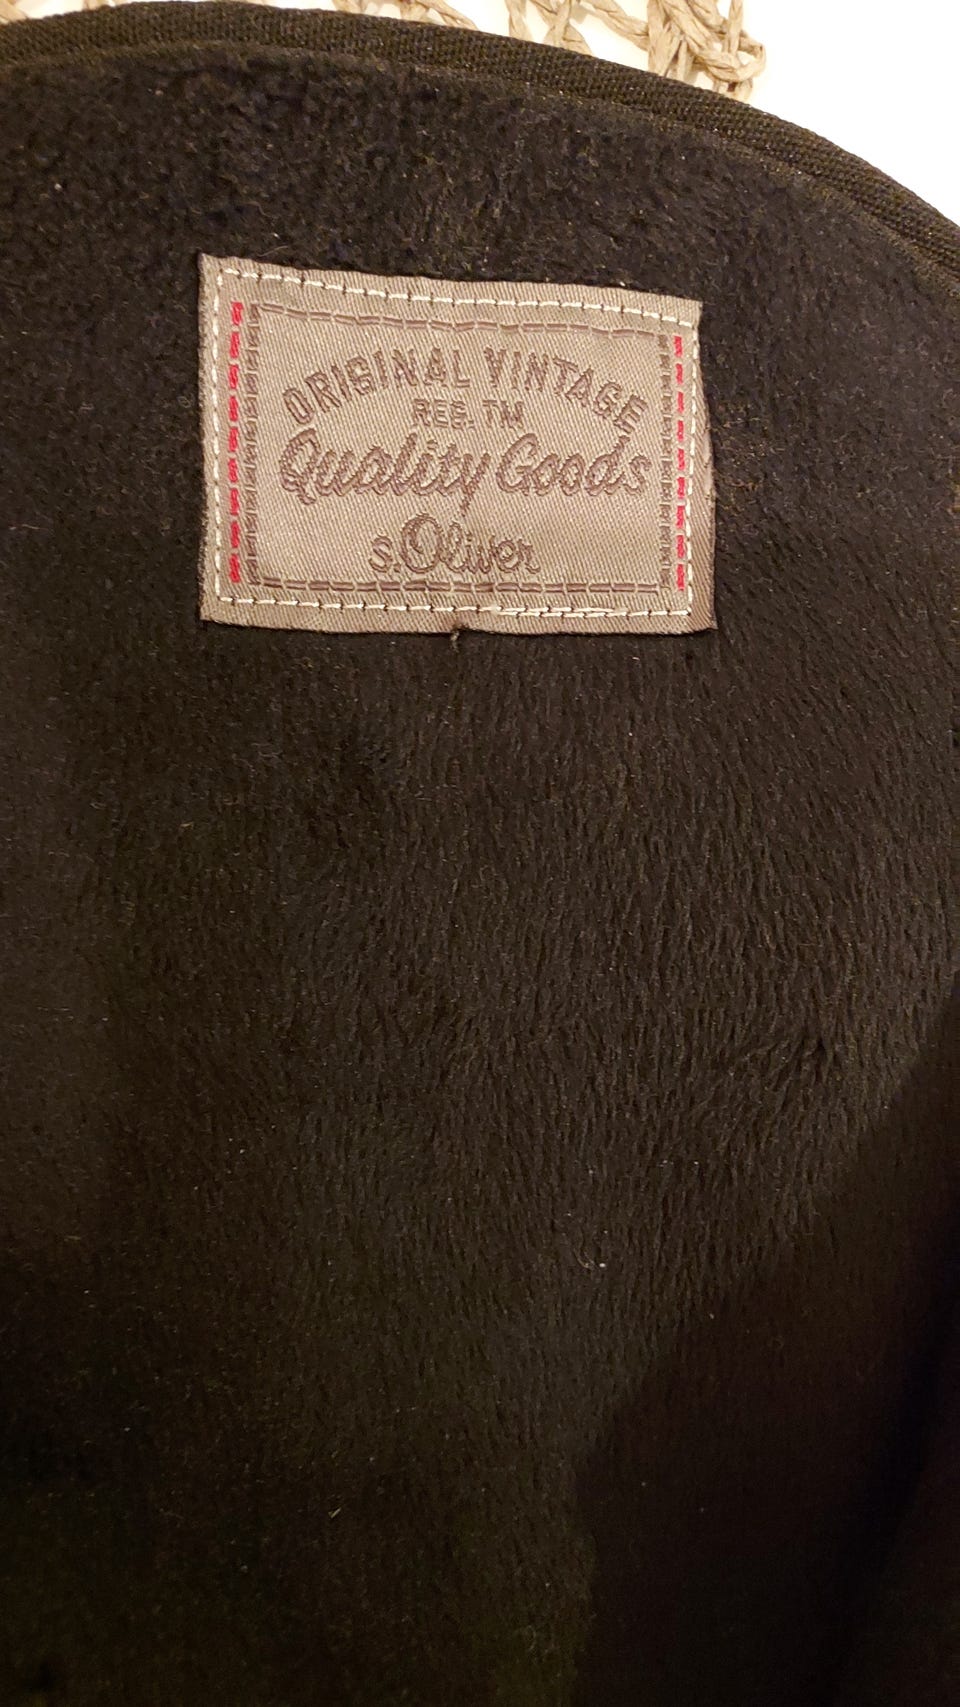 ORIGINAL VINTAGE
REG. TM
Quality Goods
s.Oliver